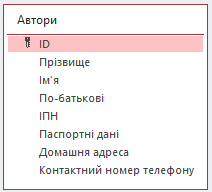 Автори
ID
Прізвище
Ім'я
По-батькові
ІПН
Паспортні дані
Домашня адреса
Контактний номер телефону